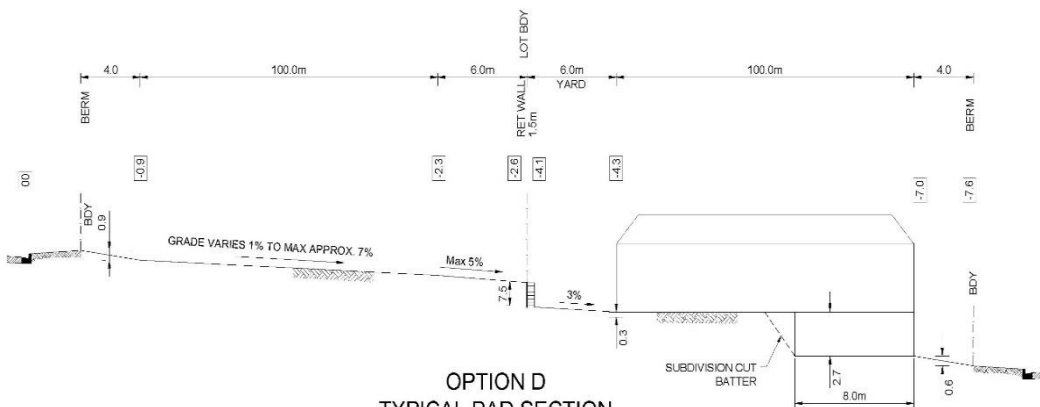 LOT BDY
4.0
100.0m
6.0m
6.0m
100.0m
4.0
YARD
BERM
RET WALL
1.5m
BERM
00
-0.9
-2.3
-2.6
-4.1
-4.3
-7.0
-7.6
BDY
0.9
GRADE VARIES 1% TO MAX APPROX. 7%
Max 5%
7.5
3%
BDY
0.3
SUBDIVISION CUT
BATTER
2.7
0.6
8.0m
OPTION D
TYPICAL PAD SECTION